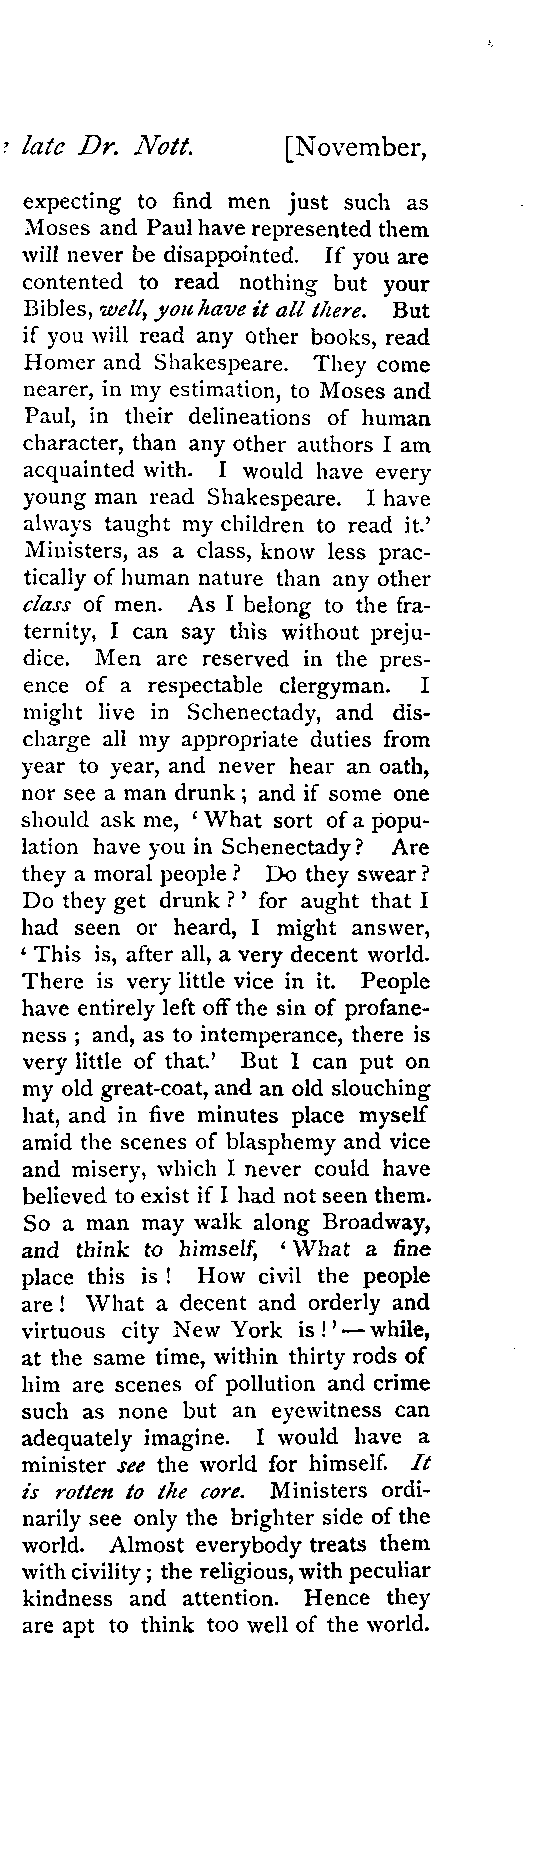 late Dr. Nott. [November,
expecting to find men just such as
Moses and Paul have represented them
will never be disappointed. If you are
contented to read nothing but your
Bibles, well, you have it all there. But
if you will read any other books, read
Homer and Shakespeare. They come
nearer, in my estimation, to Moses and
Paul, in their delineations of human
character, than any other authors I am
acquainted with. I would have every
young man read Shakespeare. I have
always taught my children to read it.’
Ministers, as a class, know less prac-
tically of human nature than any other
class of men. As I belong to the fra-
ternity, I can say this without preju-
dice. Men are reserved in the pres-
ence of a respectable clergyman. I
might live in Schenectady, and dis-
charge all my appropriate duties from
year to year, and never hear an oath,
nor see a man drunk; and if some one
should ask me, ‘What sort of a popu-
lation have you in Schenectady? Are
they a moral people? Do they swear?
Do they get drunk?’ for aught that I
had seen or heard, I might answer,
‘This is, after all, a very decent world.
There is very little vice in it. People
have entirely left off the sin of profane-
ness; and, as to intemperance, there is
very little of that.’ But I can put on
my old great-coat, and an old slouching
hat, and in five minutes place myself
amid the scenes of blasphemy and vice
and misery, which I never could have
believed to exist if I had not seen them.
So a man may walk along Broadway,
and think to himself, ‘What a fine
place this is! How civil the people
are! What a decent and orderly and
virtuous city New York is!’—while,
at the same time, within thirty rods of
him are scenes of pollution and crime
such as none but an eyewitness can
adequately imagine. I would have a
minister see the world for himself. It
is rotten to the core. Ministers ordi-
narily see only the brighter side of the
world. Almost everybody treats them
with civility; the religious, with peculiar
kindness and attention. Hence they
are apt to think too well of the world.